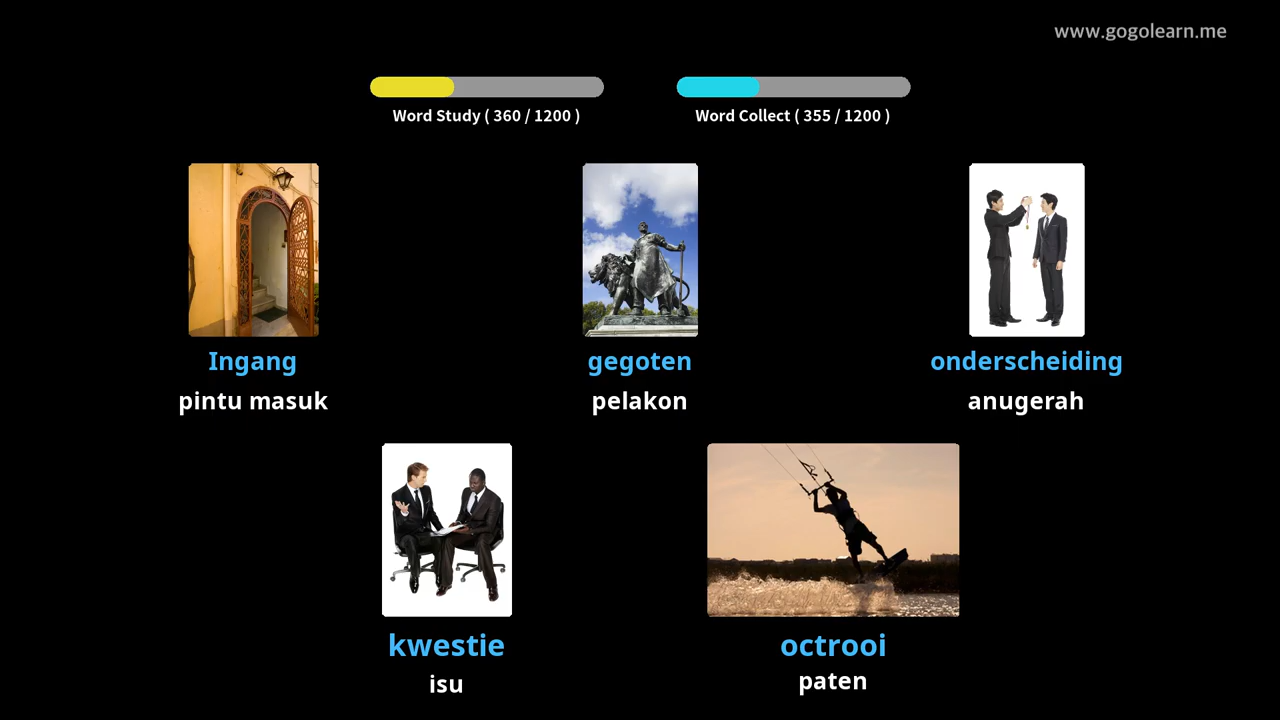 www.gogolearn.me
Word Study ( 360 / 1200 )
Word Collect ( 355 / 1200 )
Ingang
pintu masuk
gegoten
pelakon
onderscheiding
anugerah
kwestie
isu
octrooi
paten